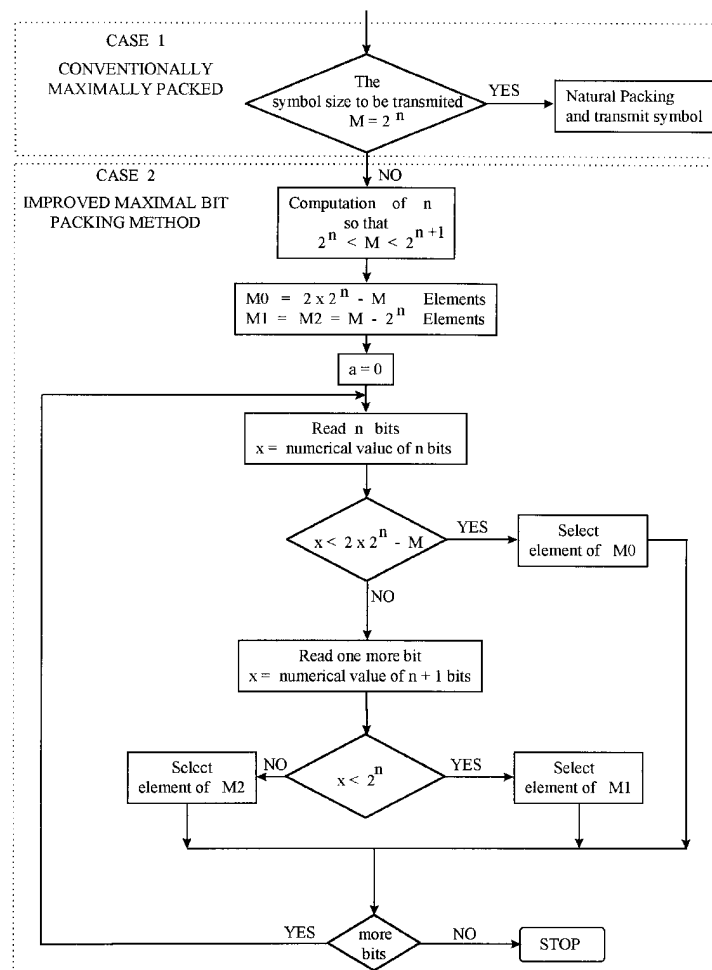 CASE 1
CONVENTIONALLY
MAXIMALLY PACKED
The
symbol size to be transmited
M = 2^n
YES
Natural Packing
and transmit symbol
NO
CASE 2
IMPROVED MAXIMAL BIT
PACKING METHOD
Computation of n
so that
2^n < M < 2^n+1
M0 = 2 x 2^n - M Elements
M1 = M2 = M - 2^n Elements
a = 0
Read n bits
x = numerical value of n bits
x < 2 x 2^n - M
YES
Select
element of M0
NO
Read one more bit
x = numerical value of n + 1 bits
Select
element of M2
NO
x < 2^n
YES
Select
element of M1
YES
more
bits
NO
STOP